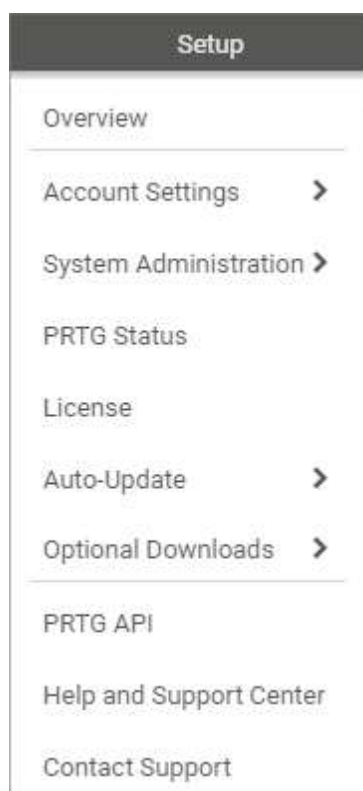 Setup
Overview
Account Settings
System Administration
PRTG Status
License
Auto-Update
Optional Downloads
PRTG API
Help and Support Center
Contact Support